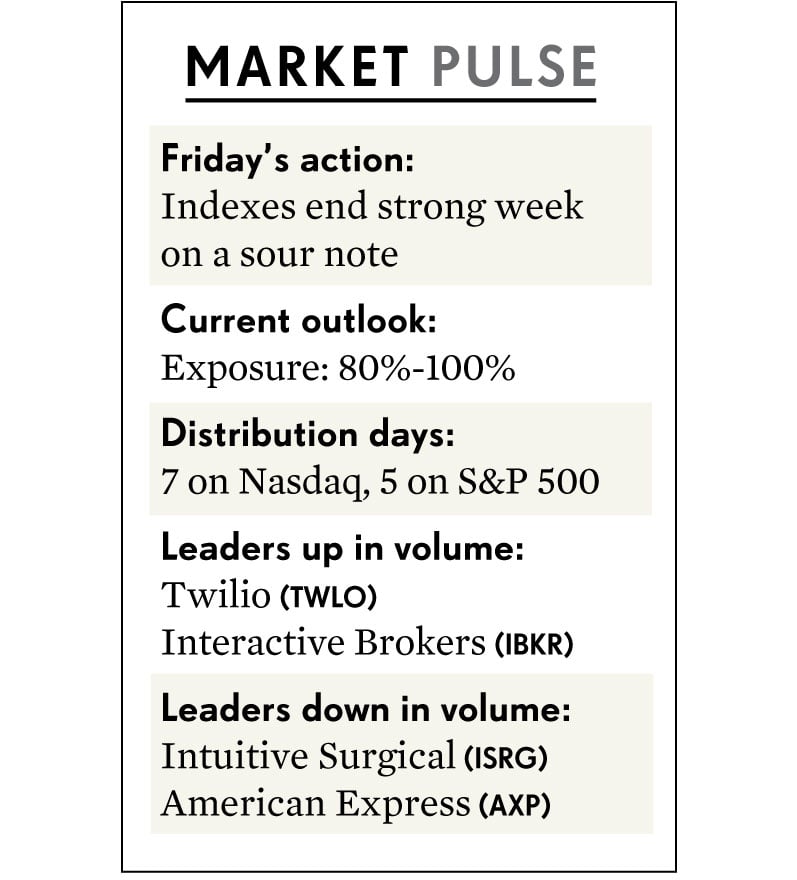 MARKET PULSE
Friday’s action:
Indexes end strong week
on a sour note
Current outlook:
Exposure: 80%-100%
Distribution days:
7 on Nasdaq, 5 on S&P 500
Leaders up in volume:
Twilio (TWLO)
Interactive Brokers (IBKR)
Leaders down in volume:
Intuitive Surgical (ISRG)
American Express (AXP)